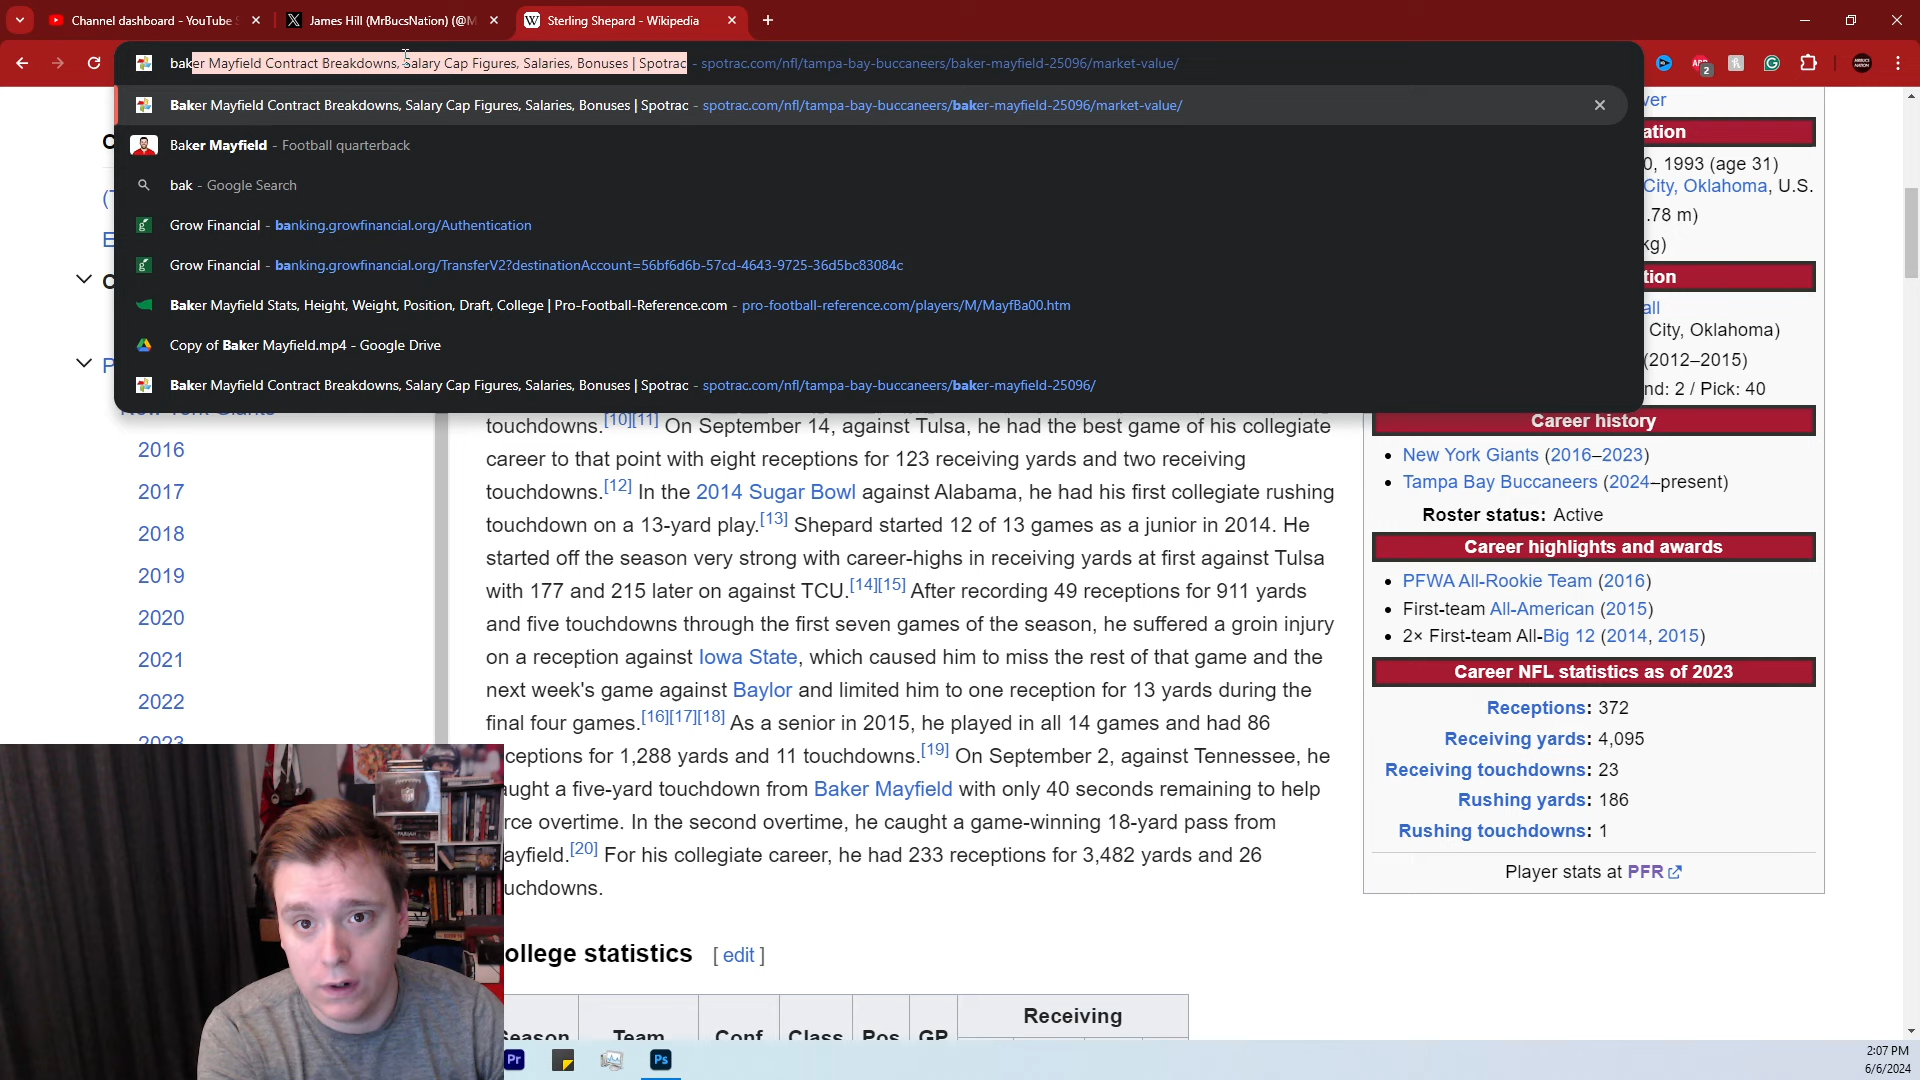 Channel dashboard - YouTube S
James Hill (MrBucsNation) (@M
Sterling Shepard - Wikipedia
baker Mayfield Contract Breakdowns, Salary Cap Figures, Salaries, Bonuses | Spotrac - spotrac.com/nfl/tampa-bay-buccaneers/baker-mayfield-25096/market-value/
2
Baker Mayfield Contract Breakdowns, Salary Cap Figures, Salaries, Bonuses | Spotrac - spotrac.com/nfl/tampa-bay-buccaneers/baker-mayfield-25096/market-value/
Baker Mayfield - Football quarterback
bak - Google Search
Grow Financial - banking.growfinancial.org/Authentication
Grow Financial - banking.growfinancial.org/TransferV2?destinationAccount=56bf6d6b-57cd-4643-9725-36d5bc83084c
Baker Mayfield Stats, Height, Weight, Position, Draft, College | Pro-Football-Reference.com - pro-football-reference.com/players/M/MayfBa00.htm
Copy of Baker Mayfield.mp4 - Google Drive
Baker Mayfield Contract Breakdowns, Salary Cap Figures, Salaries, Bonuses | Spotrac - spotrac.com/nfl/tampa-bay-buccaneers/baker-mayfield-25096/
2016
2017
2018
2019
2020
2021
2022
2023
touchdowns.[10][11] On September 14, against Tulsa, he had the best game of his collegiate
career to that point with eight receptions for 123 receiving yards and two receiving
touchdowns.[12] In the 2014 Sugar Bowl against Alabama, he had his first collegiate rushing
touchdown on a 13-yard play.[13] Shepard started 12 of 13 games as a junior in 2014. He
started off the season very strong with career-highs in receiving yards at first against Tulsa
with 177 and 215 later on against TCU.[14][15] After recording 49 receptions for 911 yards
and five touchdowns through the first seven games of the season, he suffered a groin injury
on a reception against Iowa State, which caused him to miss the rest of that game and the
next week's game against Baylor and limited him to one reception for 13 yards during the
final four games.[16][17][18] As a senior in 2015, he played in all 14 games and had 86
ceptions for 1,288 yards and 11 touchdowns.[19] On September 2, against Tennessee, he
aught a five-yard touchdown from Baker Mayfield with only 40 seconds remaining to help
rce overtime. In the second overtime, he caught a game-winning 18-yard pass from
ayfield.[20] For his collegiate career, he had 233 receptions for 3,482 yards and 26
uchdowns.
ollege statistics [ edit ]
Season Team Conf Class Pos GP Receiving
ver
ation
0, 1993 (age 31)
City, Oklahoma, U.S.
.78 m)
kg)
tion
all
City, Oklahoma)
(2012–2015)
nd: 2 / Pick: 40
Career history
• New York Giants (2016–2023)
• Tampa Bay Buccaneers (2024–present)
Roster status: Active
Career highlights and awards
• PFWA All-Rookie Team (2016)
• First-team All-American (2015)
• 2× First-team All-Big 12 (2014, 2015)
Career NFL statistics as of 2023
Receptions: 372
Receiving yards: 4,095
Receiving touchdowns: 23
Rushing yards: 186
Rushing touchdowns: 1
Player stats at PFR
Pr
Ps
2:07 PM
6/6/2024